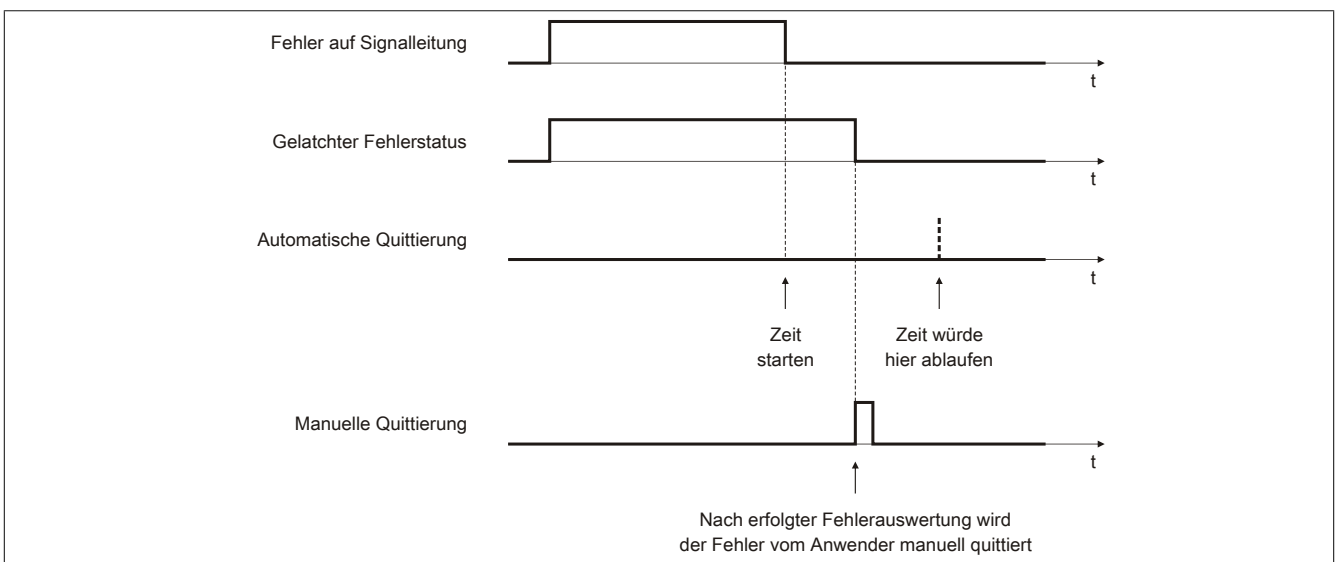 Fehler auf Signalleitung
t
Gelatchter Fehlerstatus
t
Automatische Quittierung
t
Zeit
starten
Zeit würde
hier ablaufen
Manuelle Quittierung
t
Nach erfolgter Fehlerauswertung wird
der Fehler vom Anwender manuell quittiert